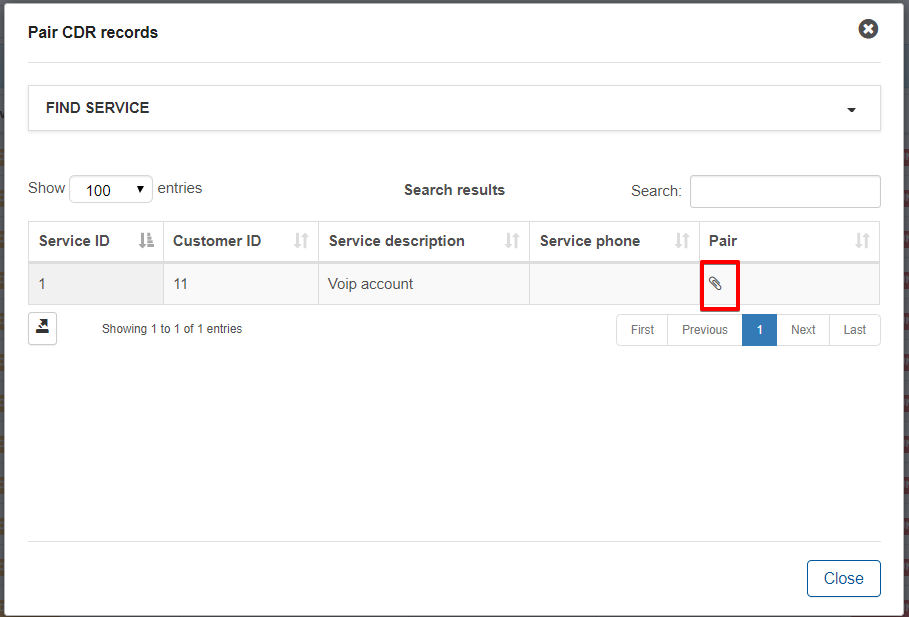 Pair CDR records
FIND SERVICE
Show 100 entries
Search results
Search:
Service ID Customer ID Service description Service phone Pair
1 11 Voip account
Showing 1 to 1 of 1 entries
First Previous 1 Next Last
Close